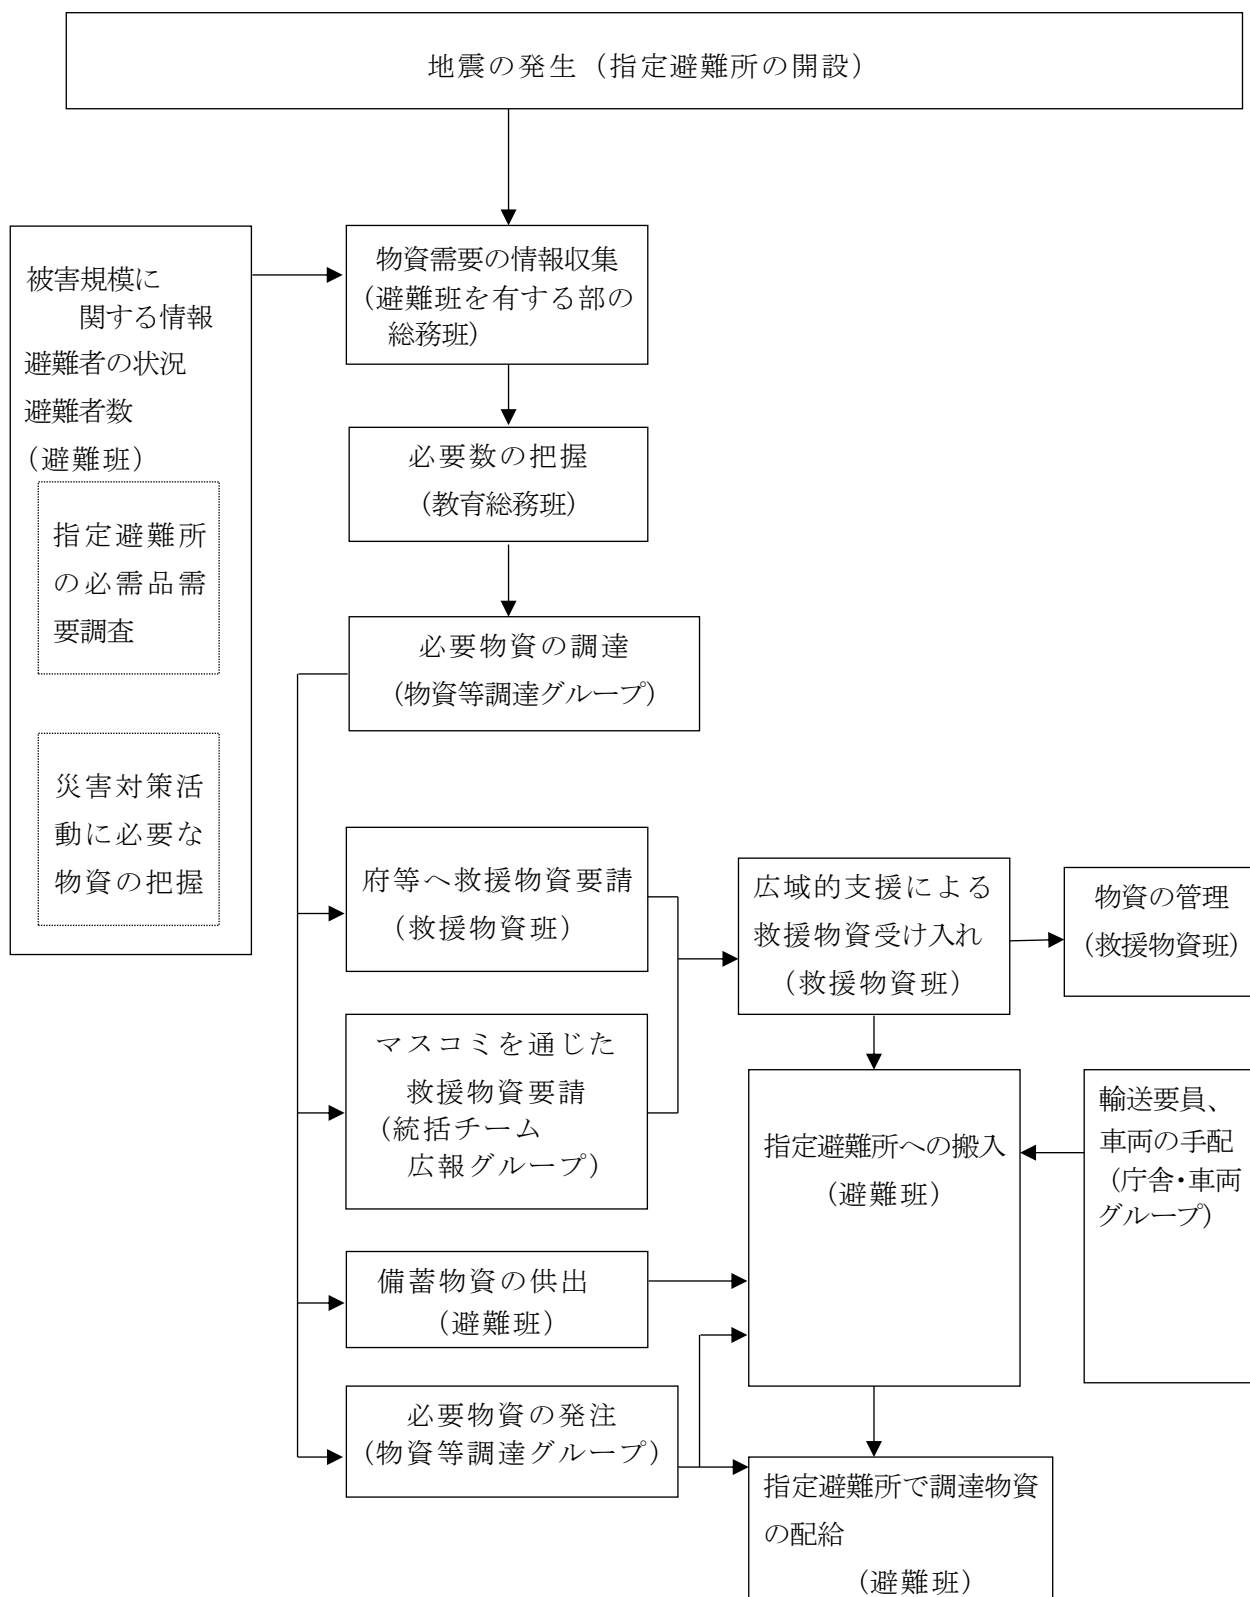 地震の発生（指定避難所の開設）
被害規模に
関する情報
避難者の状況
避難者数
（避難班）
指定避難所
の必需品需
要調査
災害対策活
動に必要な
物資の把握
物資需要の情報収集
（避難班を有する部の
総務班）
必要数の把握
（教育総務班）
必要物資の調達
（物資等調達グループ）
府等へ救援物資要請
（救援物資班）
マスコミを通じた
救援物資要請
（統括チーム
広報グループ）
備蓄物資の供出
（避難班）
必要物資の発注
（物資等調達グループ）
広域的支援による
救援物資受け入れ
（救援物資班）
物資の管理
（救援物資班）
指定避難所への搬入
（避難班）
輸送要員、
車両の手配
（庁舎・車両
グループ）
指定避難所で調達物資
の配給
（避難班）